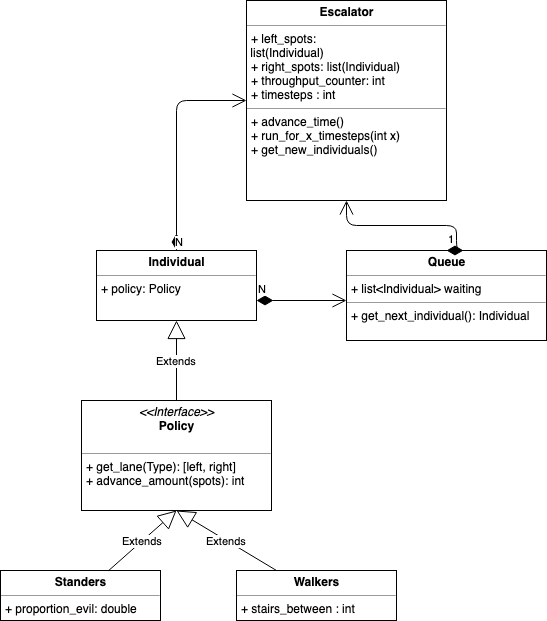 Escalator
+ left_spots:
list(Individual)
+ right_spots: list(Individual)
+ throughput_counter: int
+ timesteps : int
+ advance_time()
+ run_for_x_timesteps(int x)
+ get_new_individuals()
N
1
Individual
+ policy: Policy
N
Queue
+ list<Individual> waiting
+ get_next_individual(): Individual
Extends
<<Interface>>
Policy
+ get_lane(Type): [left, right]
+ advance_amount(spots): int
Extends
Extends
Standers
+ proportion_evil: double
Walkers
+ stairs_between : int